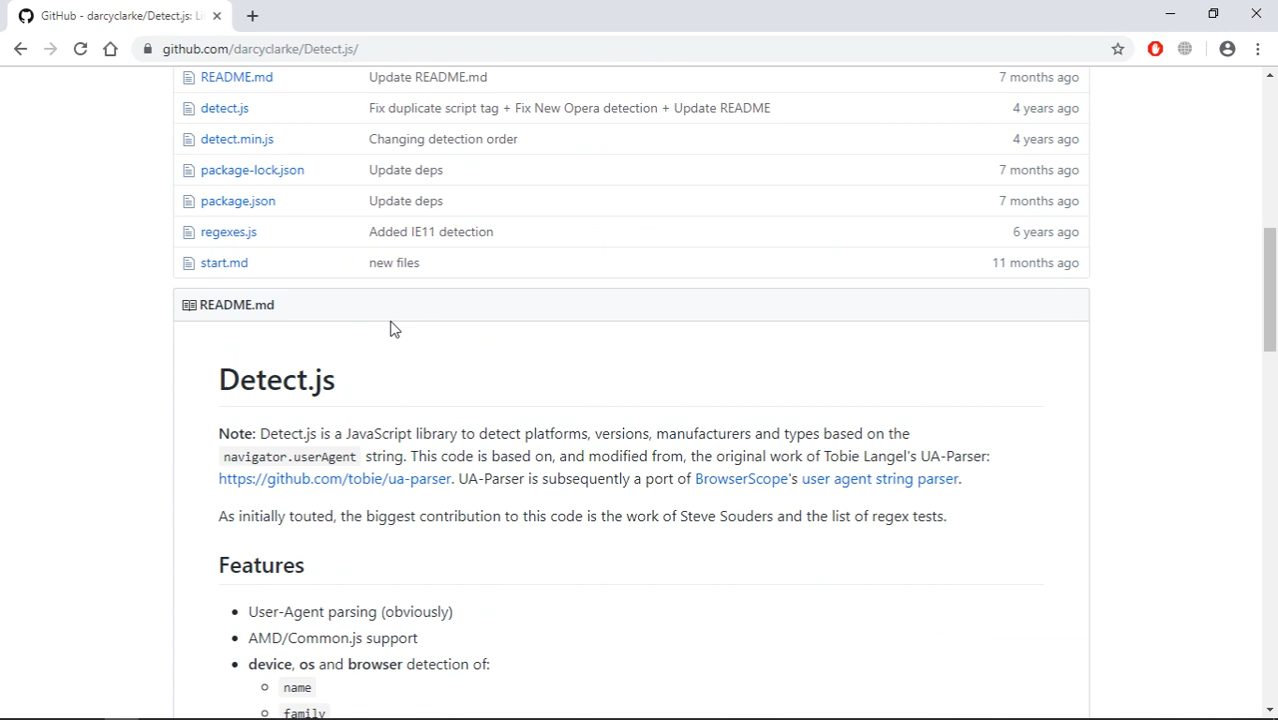 GitHub - darcyclarke/Detect.js: Li
github.com/darcyclarke/Detect.js/
README.md Update README.md 7 months ago
detect.js Fix duplicate script tag + Fix New Opera detection + Update README 4 years ago
detect.min.js Changing detection order 4 years ago
package-lock.json Update deps 7 months ago
package.json Update deps 7 months ago
regexes.js Added IE11 detection 6 years ago
start.md new files 11 months ago
README.md
Detect.js
Note: Detect.js is a JavaScript library to detect platforms, versions, manufacturers and types based on the
navigator.userAgent string. This code is based on, and modified from, the original work of Tobie Langel's UA-Parser:
https://github.com/tobie/ua-parser. UA-Parser is subsequently a port of BrowserScope's user agent string parser.
As initially touted, the biggest contribution to this code is the work of Steve Souders and the list of regex tests.
Features
• User-Agent parsing (obviously)
• AMD/Common.js support
• device, os and browser detection of:
○ name
○ family